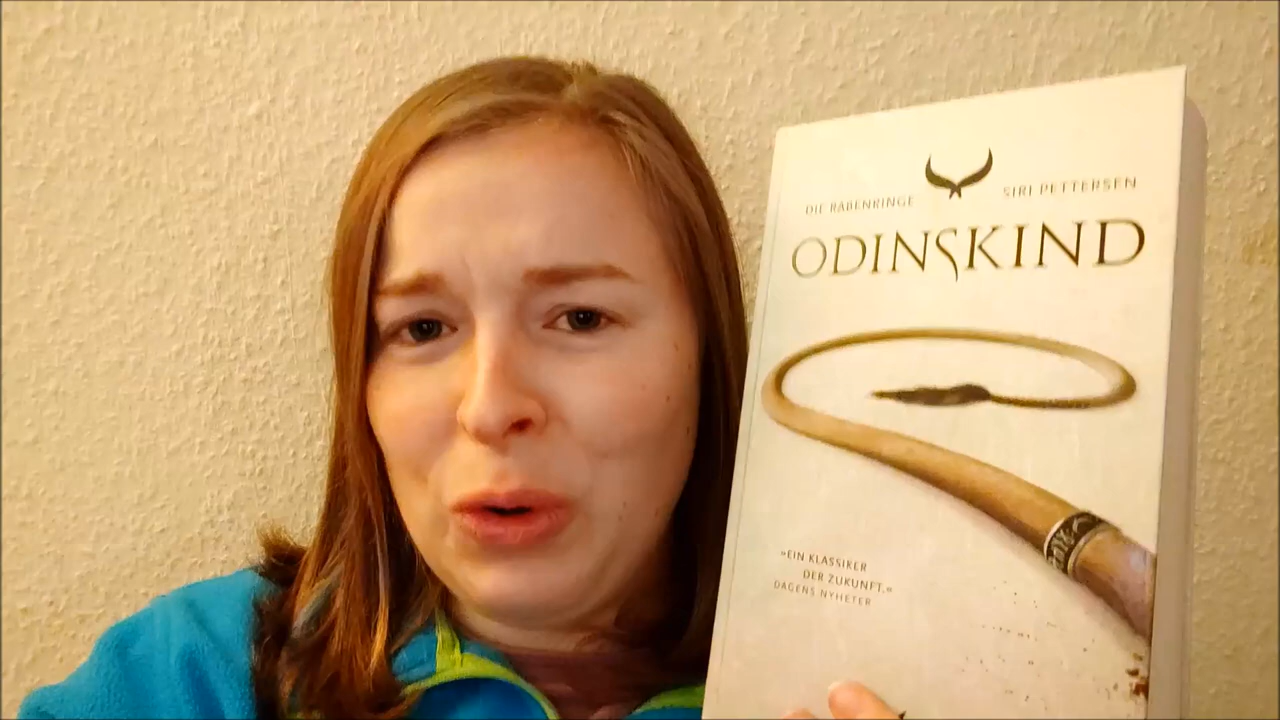 DIE RABENRINGE
SIRI PETTERSEN
ODINSKIND
»EIN KLASSIKER
DER ZUKUNFT.«
DAGENS NYHETER